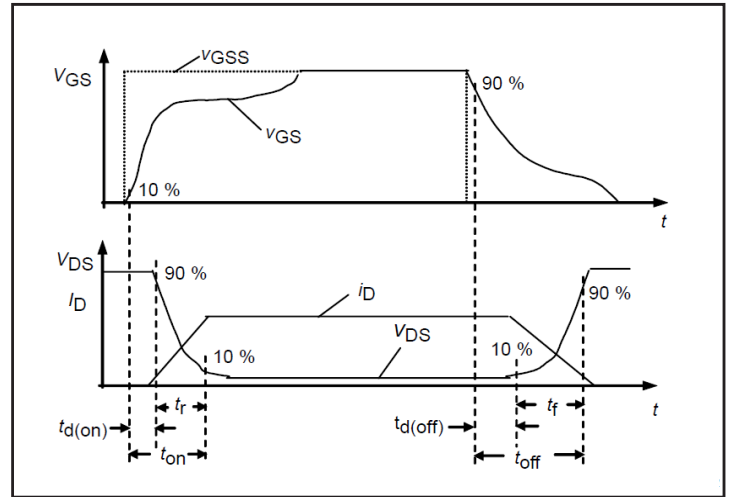 vGSS
VGS
90 %
vGS
10 %
t
VDS
90 %
ID
iD
90 %
VDS
10 %
10 %
tr
tf
t
td(on)
td(off)
ton
toff